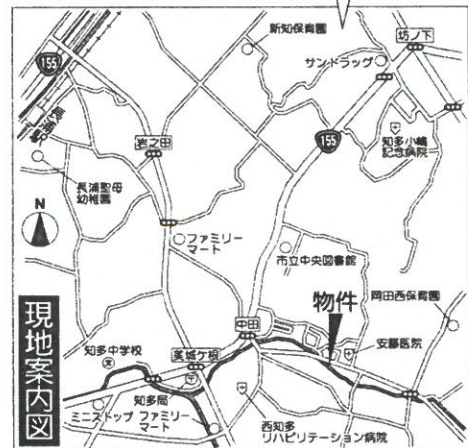 新知保育園
坊ノ下
サンドラッグ
155
長浦駅
岩之田
155
知多小嶋
記念病院
長浦聖母
幼稚園
N
ファミリー
マート
市立中央図書館
物件
岡田西保育園
中田
安藤医院
知多中学校
美城ケ根
知多局
ミニストップ
ファミリー
マート
西知多
リハビリテーション病院
現地案内図